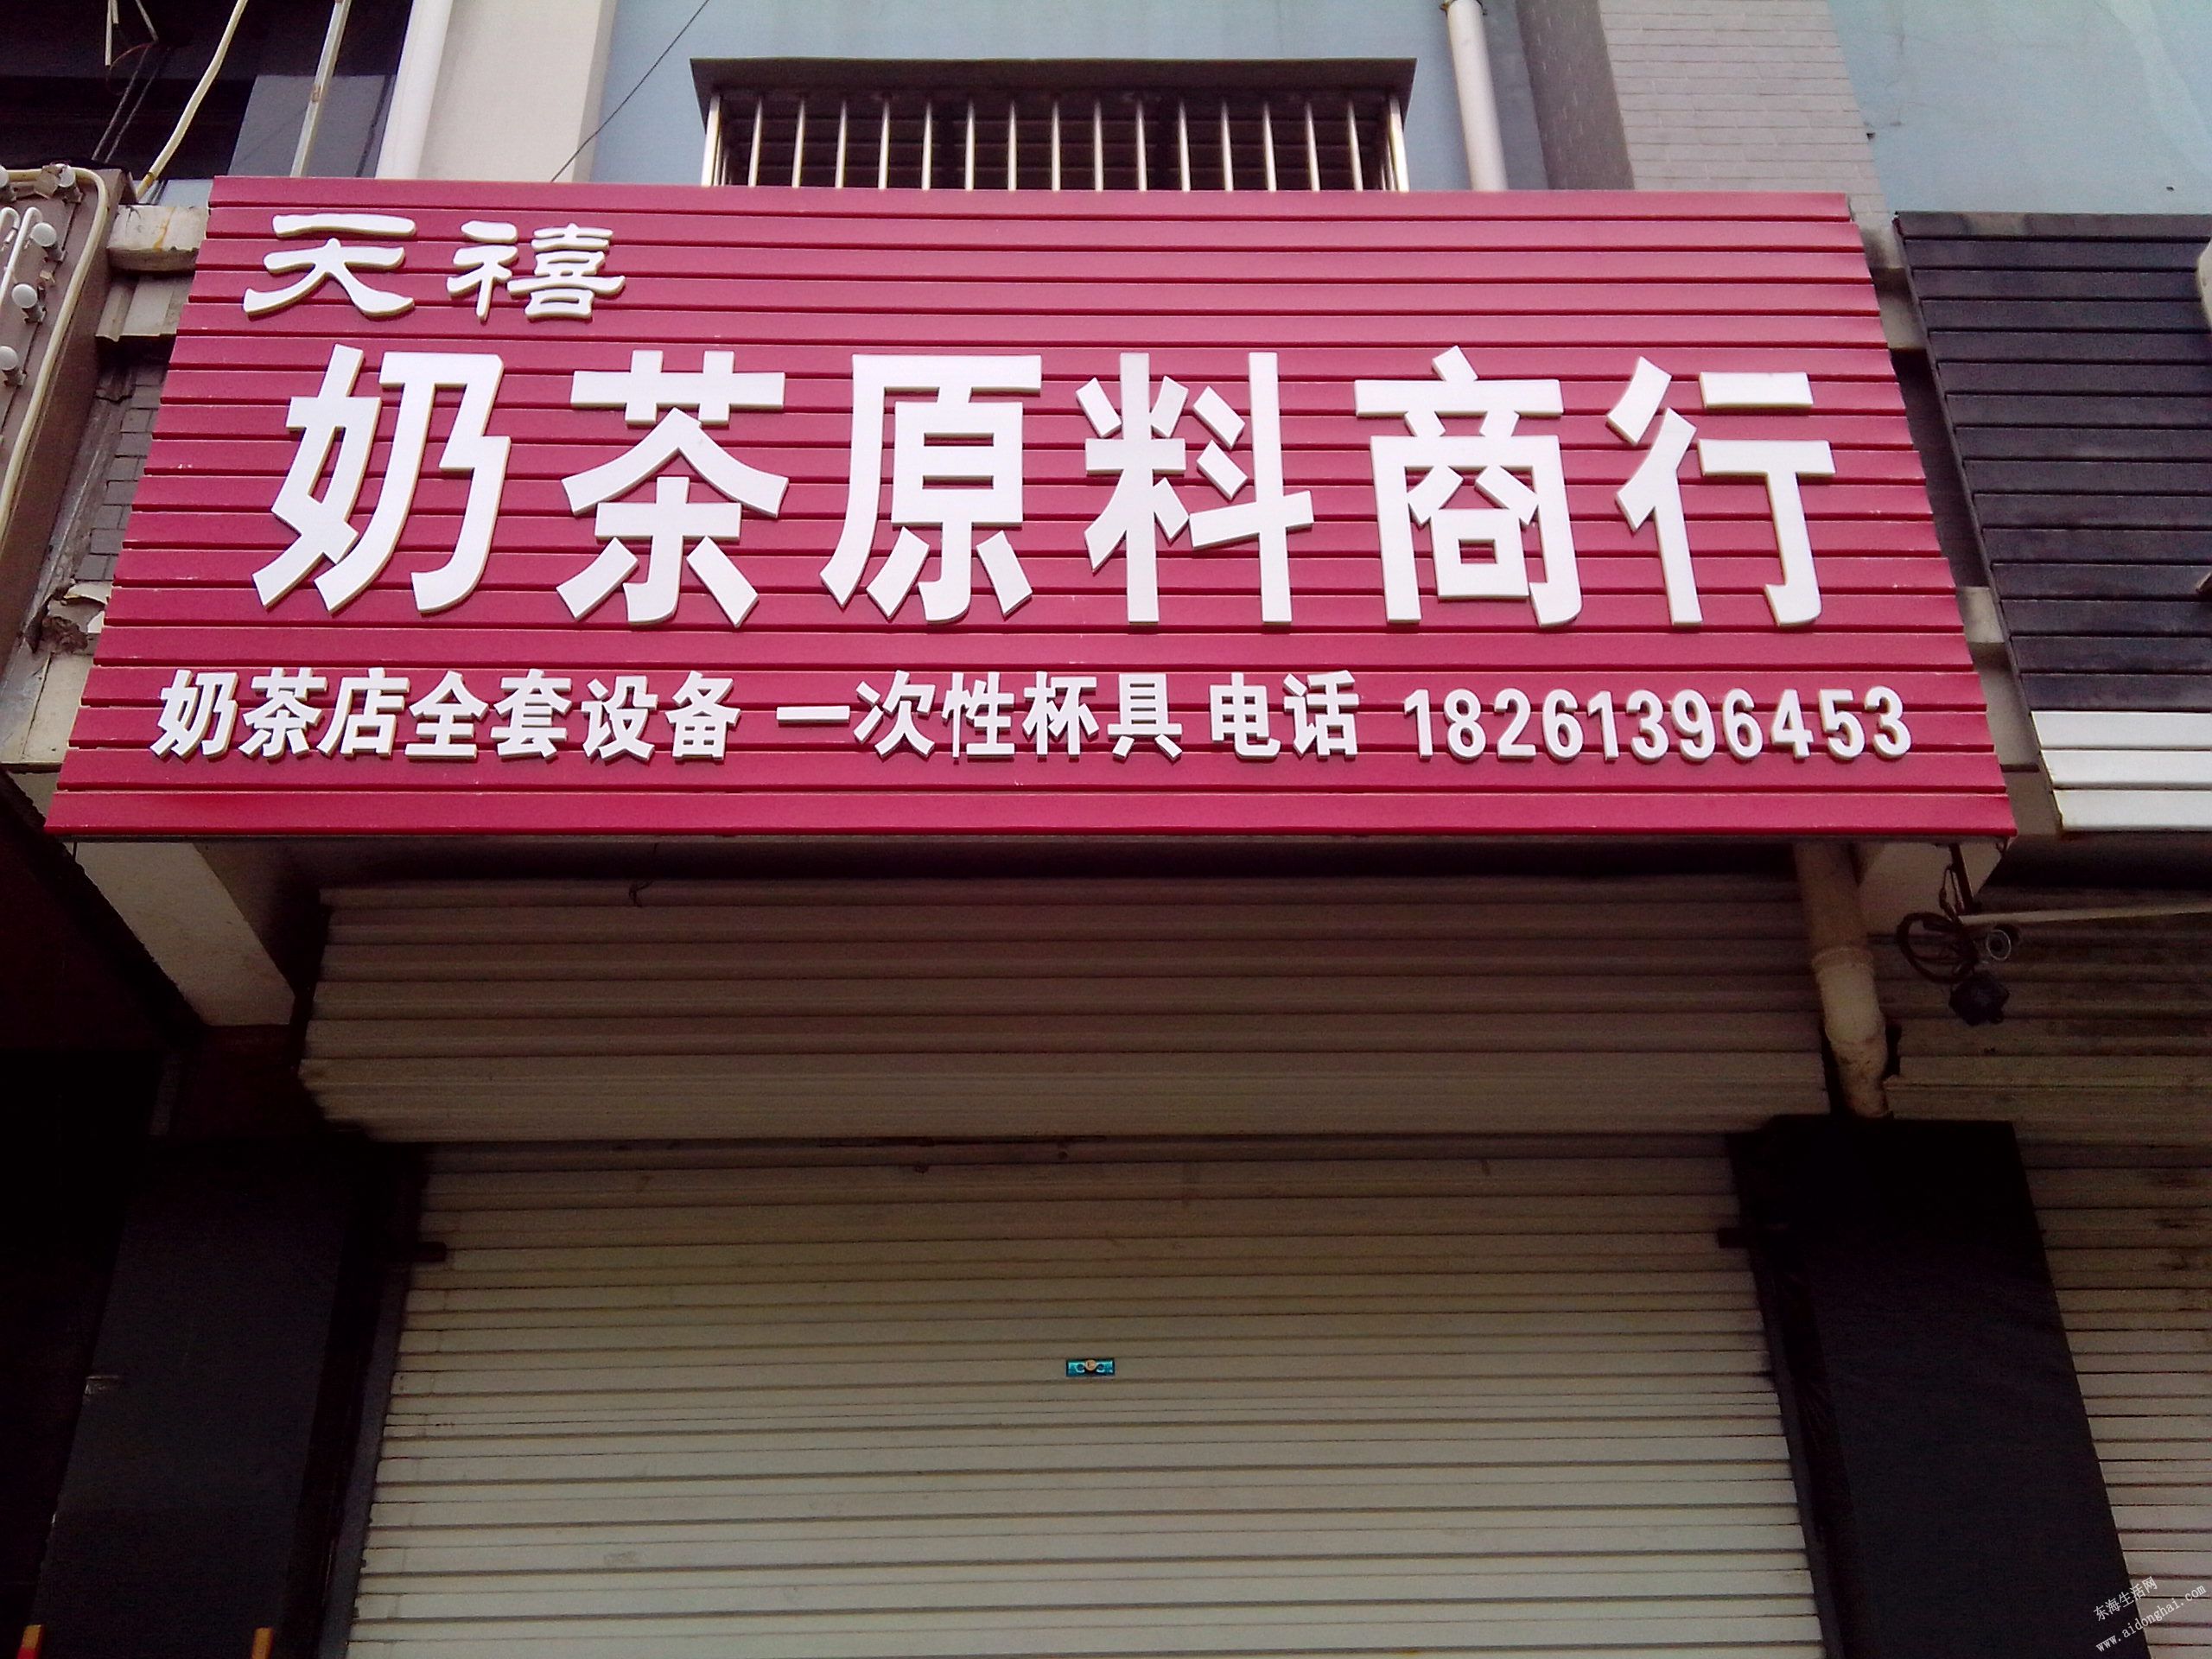 天禧
奶茶原料商行
奶茶店全套设备 一次性杯具 电话 18261396453
东海生活网
www.aidonghai.com